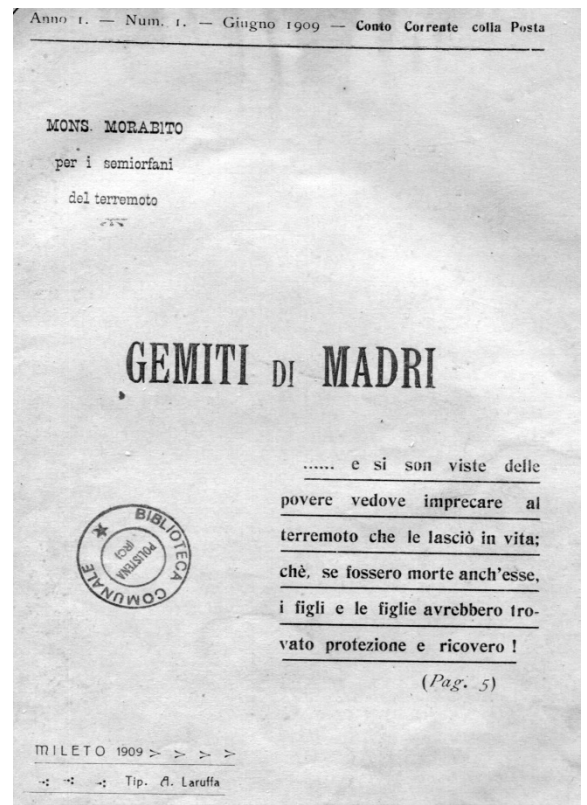 Anno 1. — Num. 1. — Giugno 1909 — Conto Corrente colla Posta
MONS. MORABITO
per i semiorfani
del terremoto
GEMITI DI MADRI
...... e si son viste delle
povere vedove imprecare al
terremoto che le lasciò in vita;
chè, se fossero morte anch'esse,
i figli e le figlie avrebbero tro-
vato protezione e ricovero !
(Pag. 5)
BIBLIOTECA COMUNALE
POLISTENA
(RC)
MILETO 1909 > > > >
Tip. A. Laruffa